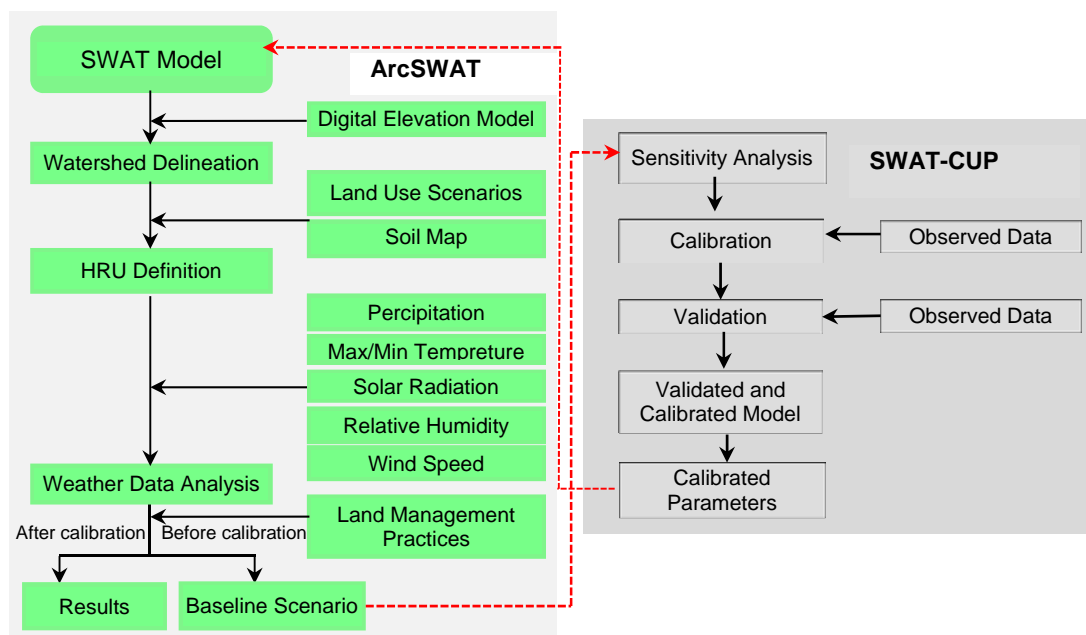 SWAT Model
ArcSWAT
Digital Elevation Model
Watershed Delineation
Land Use Scenarios
Soil Map
HRU Definition
Percipitation
Max/Min Tempreture
Solar Radiation
Relative Humidity
Wind Speed
Weather Data Analysis
Land Management
Practices
After calibration
Before calibration
Results
Baseline Scenario
SWAT-CUP
Sensitivity Analysis
Calibration
Observed Data
Validation
Observed Data
Validated and
Calibrated Model
Calibrated
Parameters